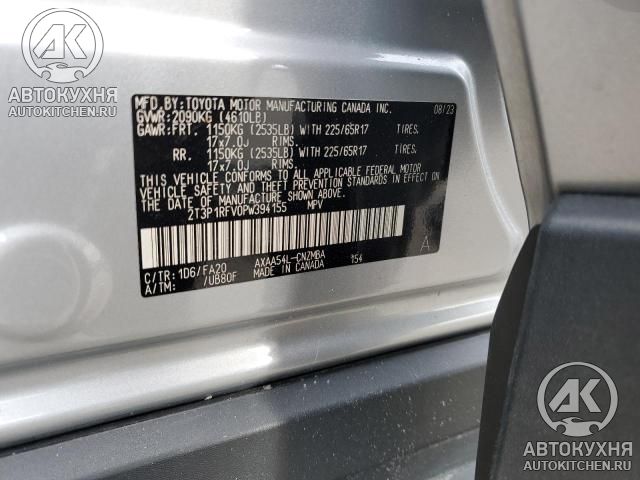 AK
АВТОКУХНЯ
AUTOKITCHEN.RU
MFD.BY:TOYOTA MOTOR MANUFACTURING CANADA INC. 08/23
GVWR:2090KG (4610LB)
GAWR:FRT. 1150KG (2535LB) WITH 225/65R17 TIRES.
17x7.0J RIMS.
RR. 1150KG (2535LB) WITH 225/65R17 TIRES.
17x7.0J RIMS.
THIS VEHICLE CONFORMS TO ALL APPLICABLE FEDERAL MOTOR
VEHICLE SAFETY AND THEFT PREVENTION STANDARDS IN EFFECT ON
THE DATE OF MANUFACTURE SHOWN ABOVE.
2T3P1RFV0PW394155 MPV
A
C/TR:1D6/FA20 AXAA54L-CNZMBA 154
A/TM: /UB80F MADE IN CANADA
AK
АВТОКУХНЯ
AUTOKITCHEN.RU